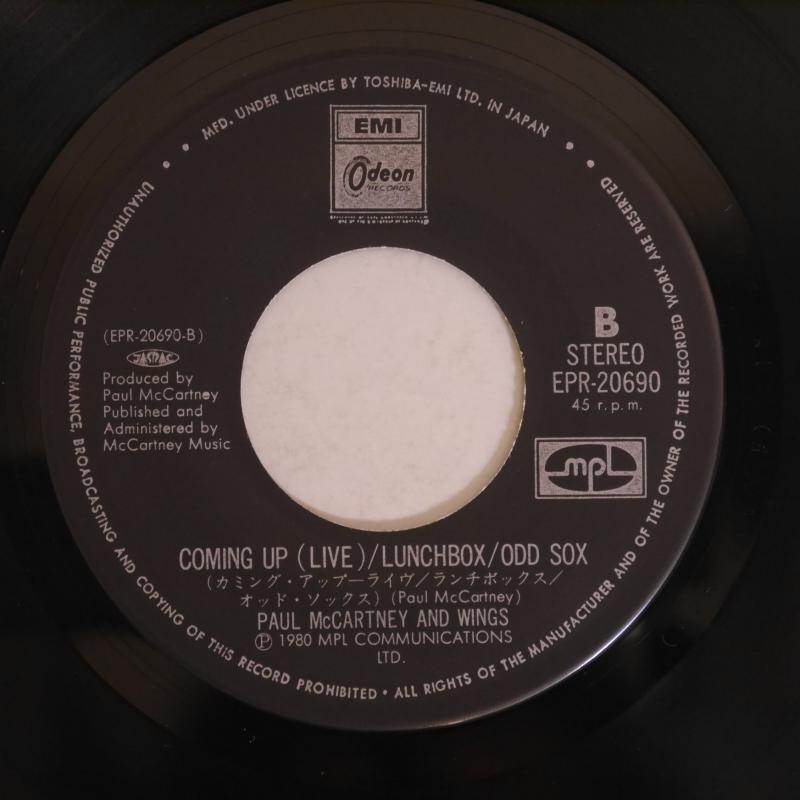 MFD. UNDER LICENCE BY TOSHIBA-EMI LTD. IN JAPAN
EMI
Odeon
RECORDS
(EPR-20690-B)
JASRAC
Produced by
Paul McCartney
Published and
Administered by
McCartney Music
B
STEREO
EPR-20690
45 r.p.m.
mpl
COMING UP (LIVE)/LUNCHBOX/ODD SOX
(カミング・アップーライヴ/ランチボックス/
オッド・ソックス) (Paul McCartney)
PAUL McCARTNEY AND WINGS
Ⓟ 1980 MPL COMMUNICATIONS
LTD.
UNAUTHORIZED PUBLIC PERFORMANCE, BROADCASTING AND COPYING OF THIS RECORD PROHIBITED • ALL RIGHTS OF THE MANUFACTURER AND OF THE OWNER OF THE RECORDED WORK ARE RESERVED